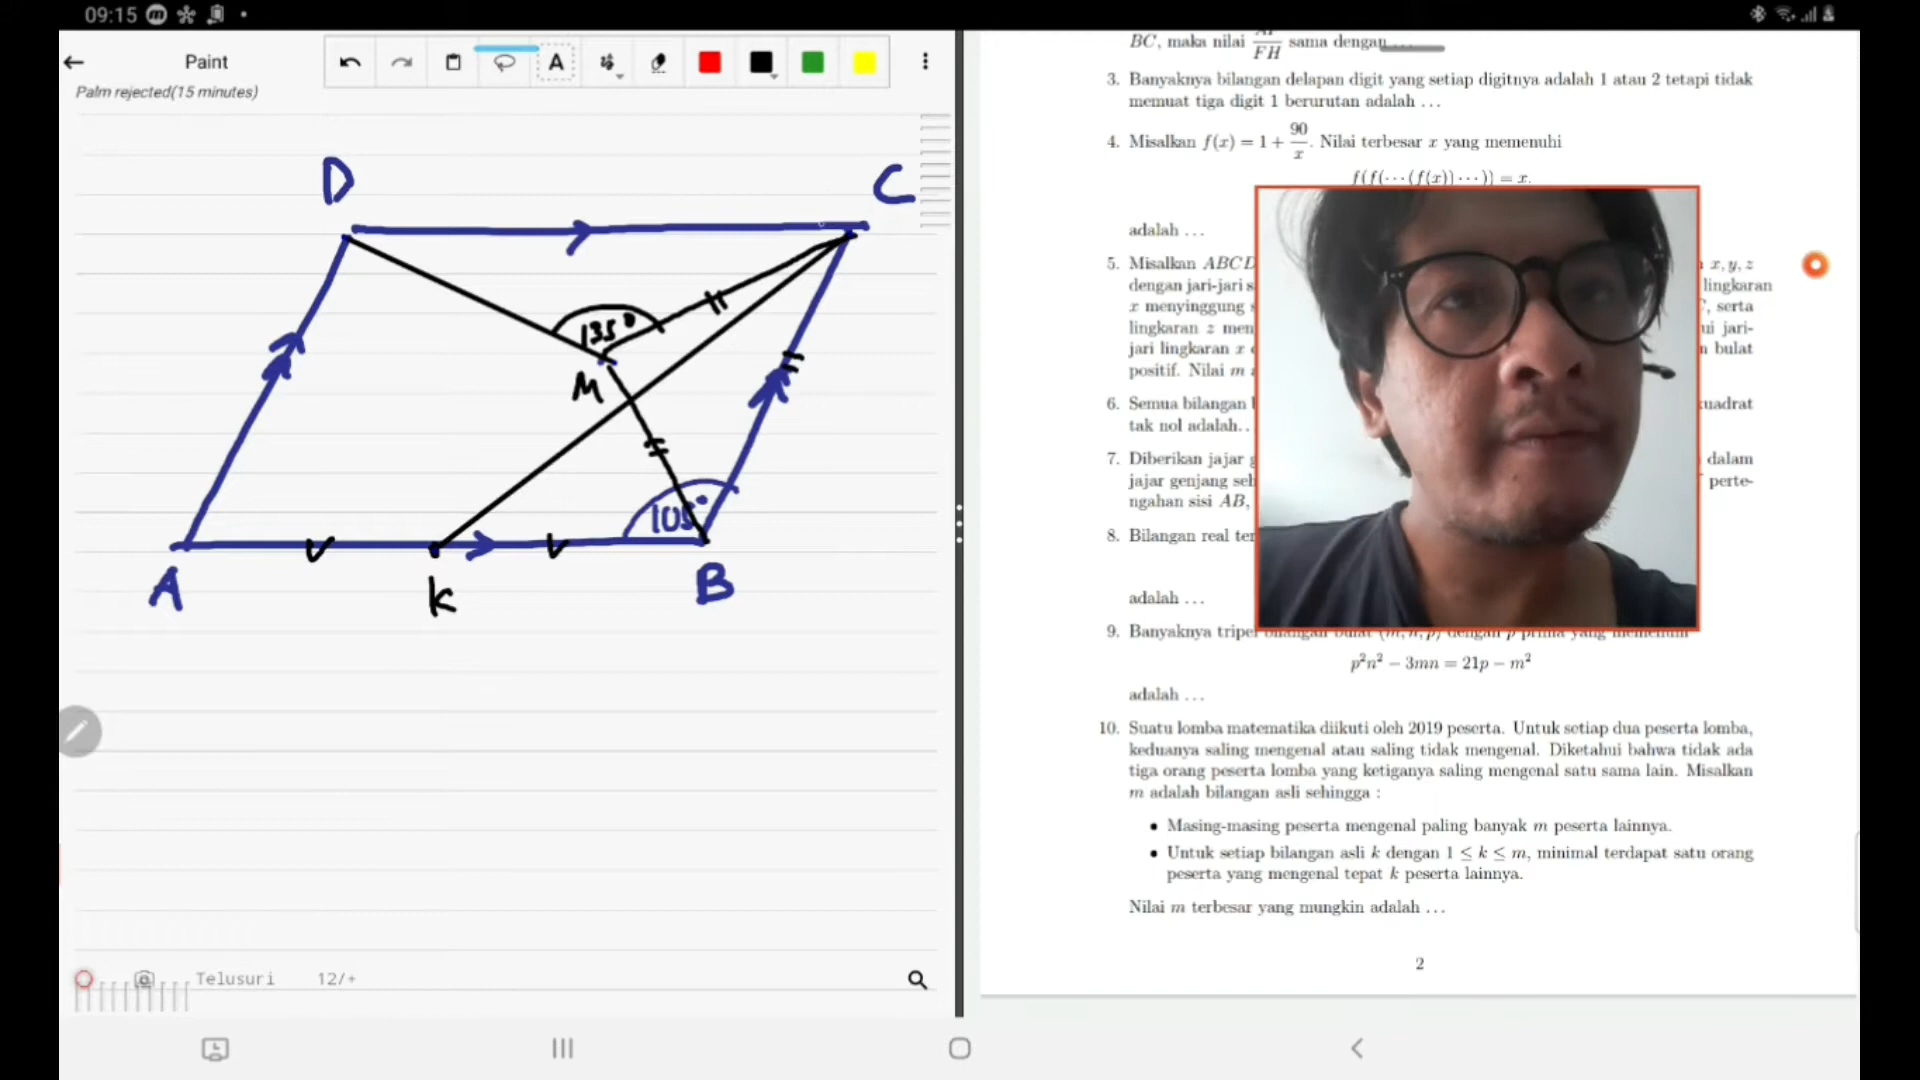 09:15
Paint
A
Palm rejected(15 minutes)
D
C
135°
M
105°
A
K
B
Telusuri 12/+
BC, maka nilai AF/FH sama dengan ...
3. Banyaknya bilangan delapan digit yang setiap digitnya adalah 1 atau 2 tetapi tidak
memuat tiga digit 1 berurutan adalah ...
4. Misalkan f(x) = 1 + 90/x. Nilai terbesar x yang memenuhi
f(f(···(f(x))···)) = x.
adalah ...
5. Misalkan ABCD x, y, z
dengan jari-jari lingkaran
x menyinggung serta
lingkaran z jari-
jari lingkaran x bulat
positif. Nilai m
6. Semua bilangan kuadrat
tak nol adalah..
7. Diberikan jajar dalam
jajar genjang perte-
ngahan sisi AB,
8. Bilangan real
adalah ...
9. Banyaknya tripel bilangan bulat (m, n, p) dengan p prima yang memenuhi
p²n² − 3mn = 21p − m²
adalah ...
10. Suatu lomba matematika diikuti oleh 2019 peserta. Untuk setiap dua peserta lomba,
keduanya saling mengenal atau saling tidak mengenal. Diketahui bahwa tidak ada
tiga orang peserta lomba yang ketiganya saling mengenal satu sama lain. Misalkan
m adalah bilangan asli sehingga :
• Masing-masing peserta mengenal paling banyak m peserta lainnya.
• Untuk setiap bilangan asli k dengan 1 ≤ k ≤ m, minimal terdapat satu orang
peserta yang mengenal tepat k peserta lainnya.
Nilai m terbesar yang mungkin adalah ...
2